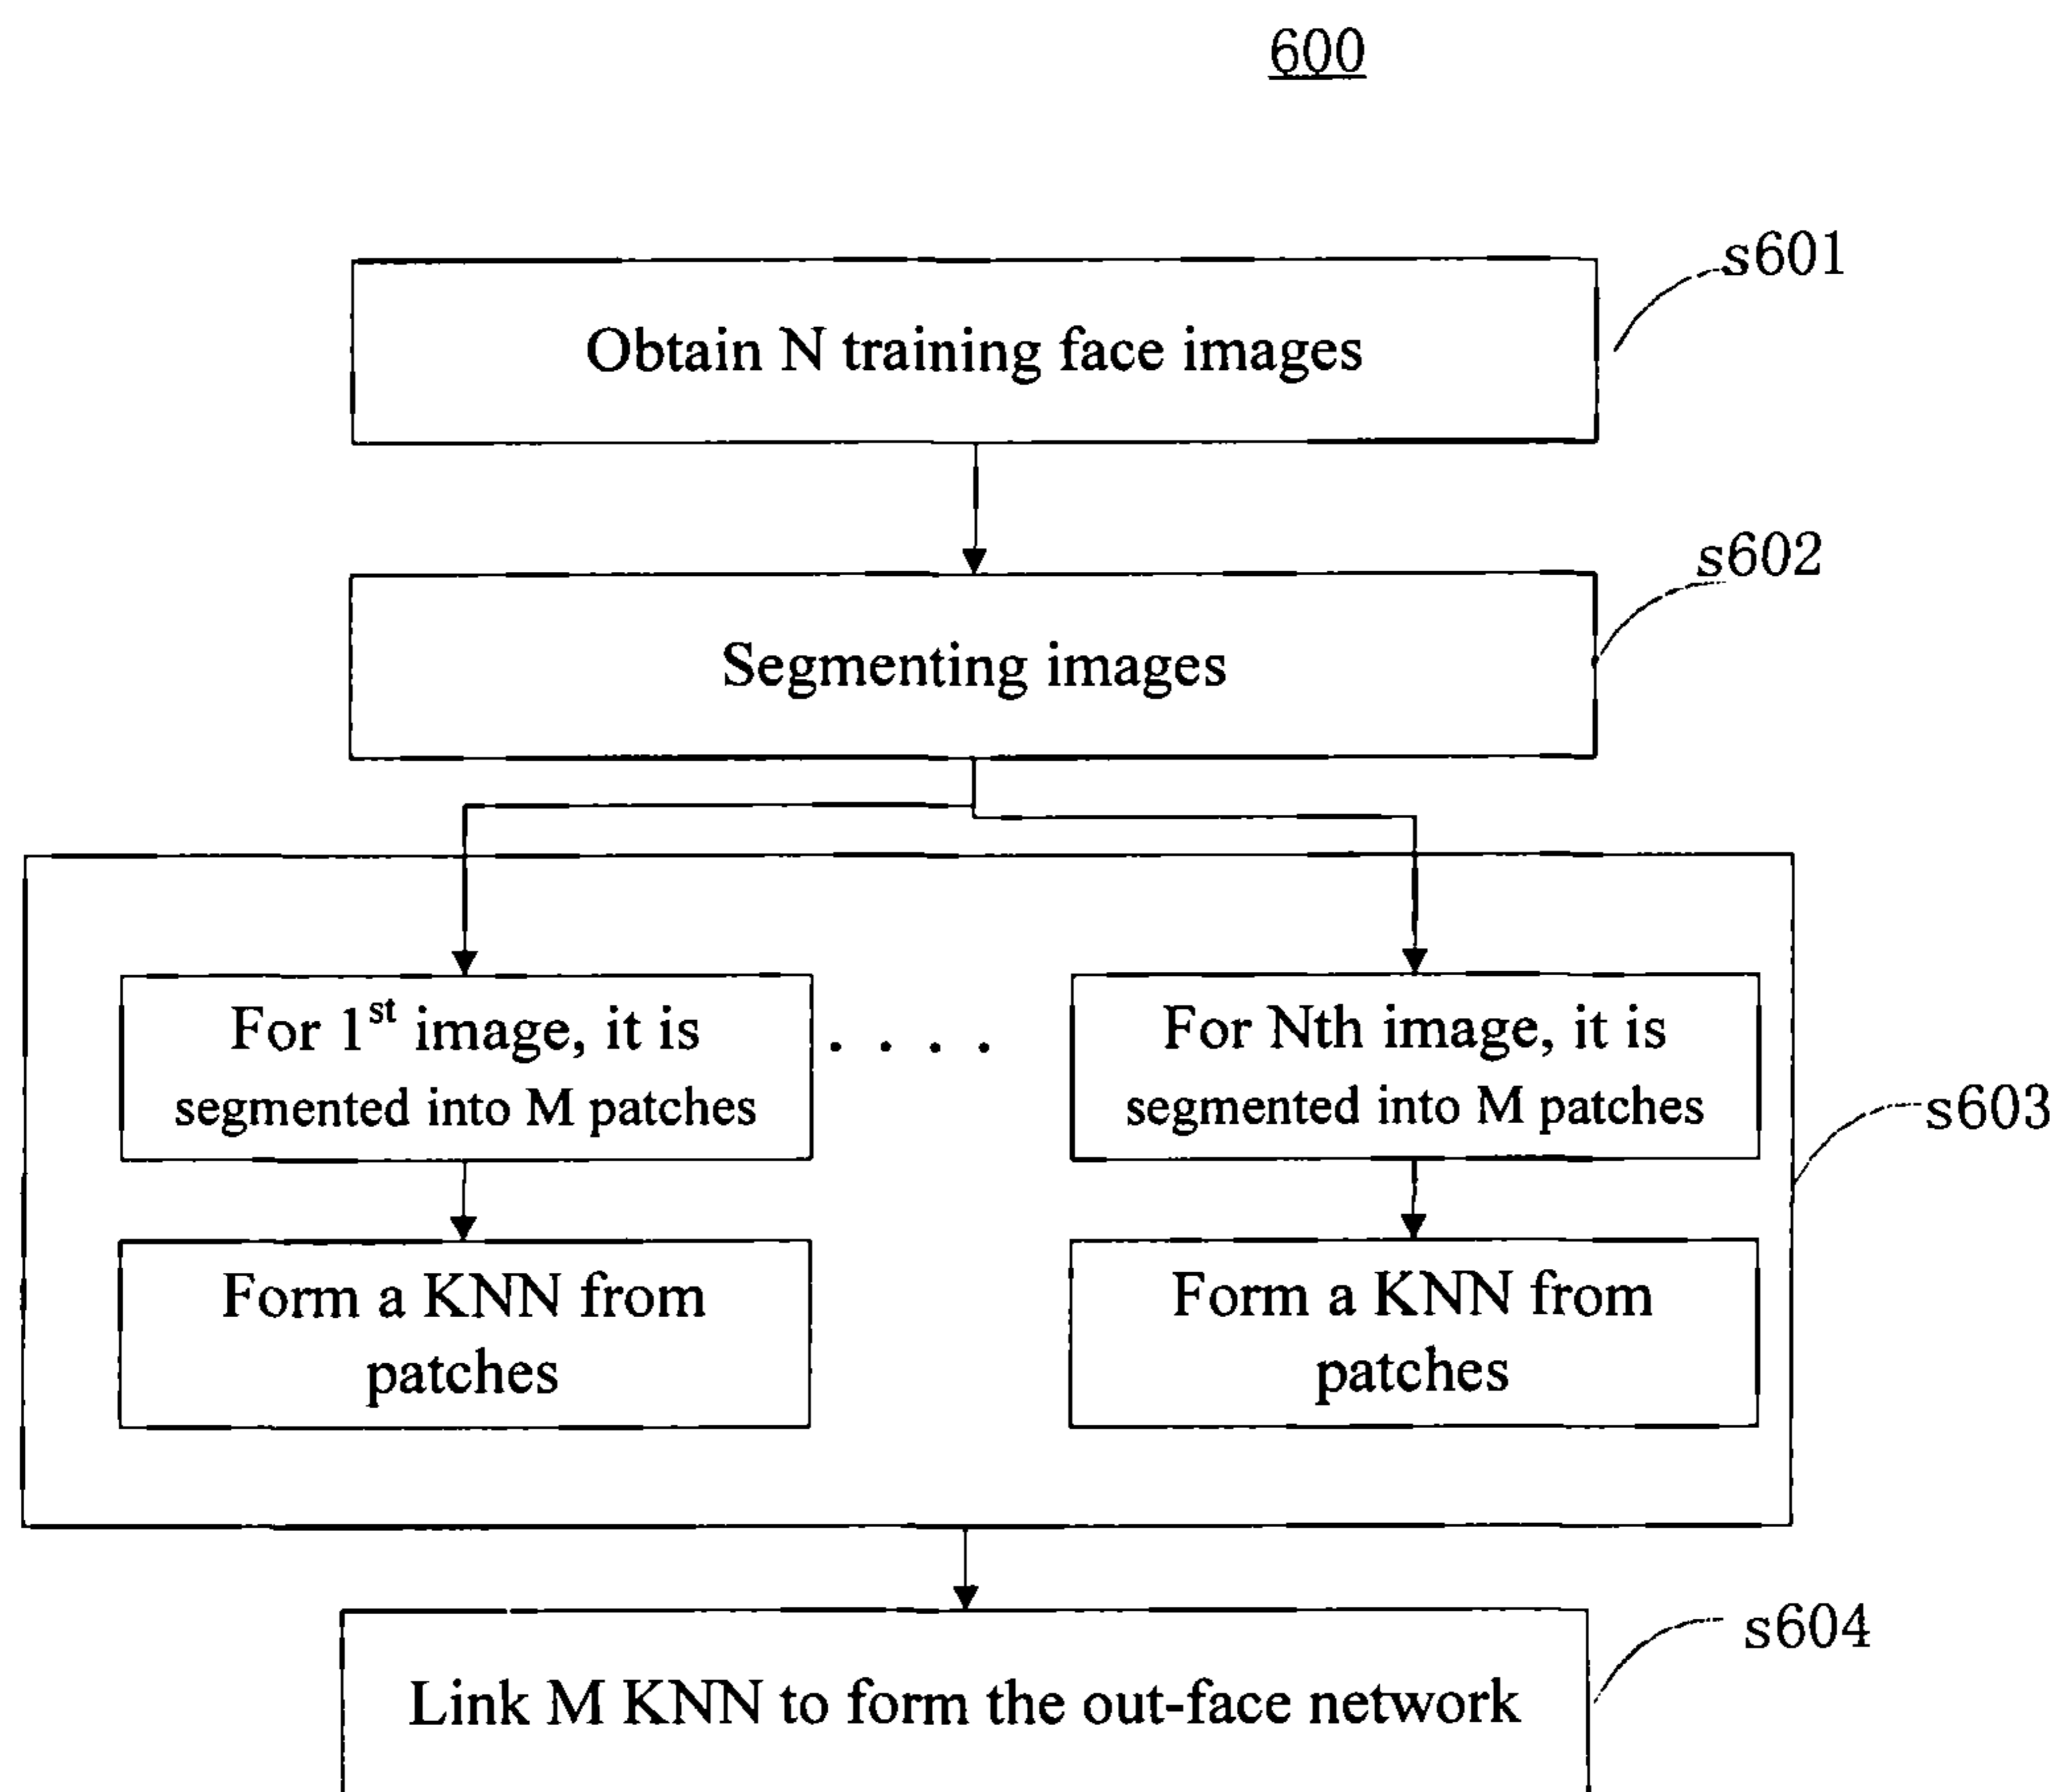 600
s601
Obtain N training face images
s602
Segmenting images
For 1st image, it is
segmented into M patches
. . . .
For Nth image, it is
segmented into M patches
s603
Form a KNN from
patches
Form a KNN from
patches
s604
Link M KNN to form the out-face network